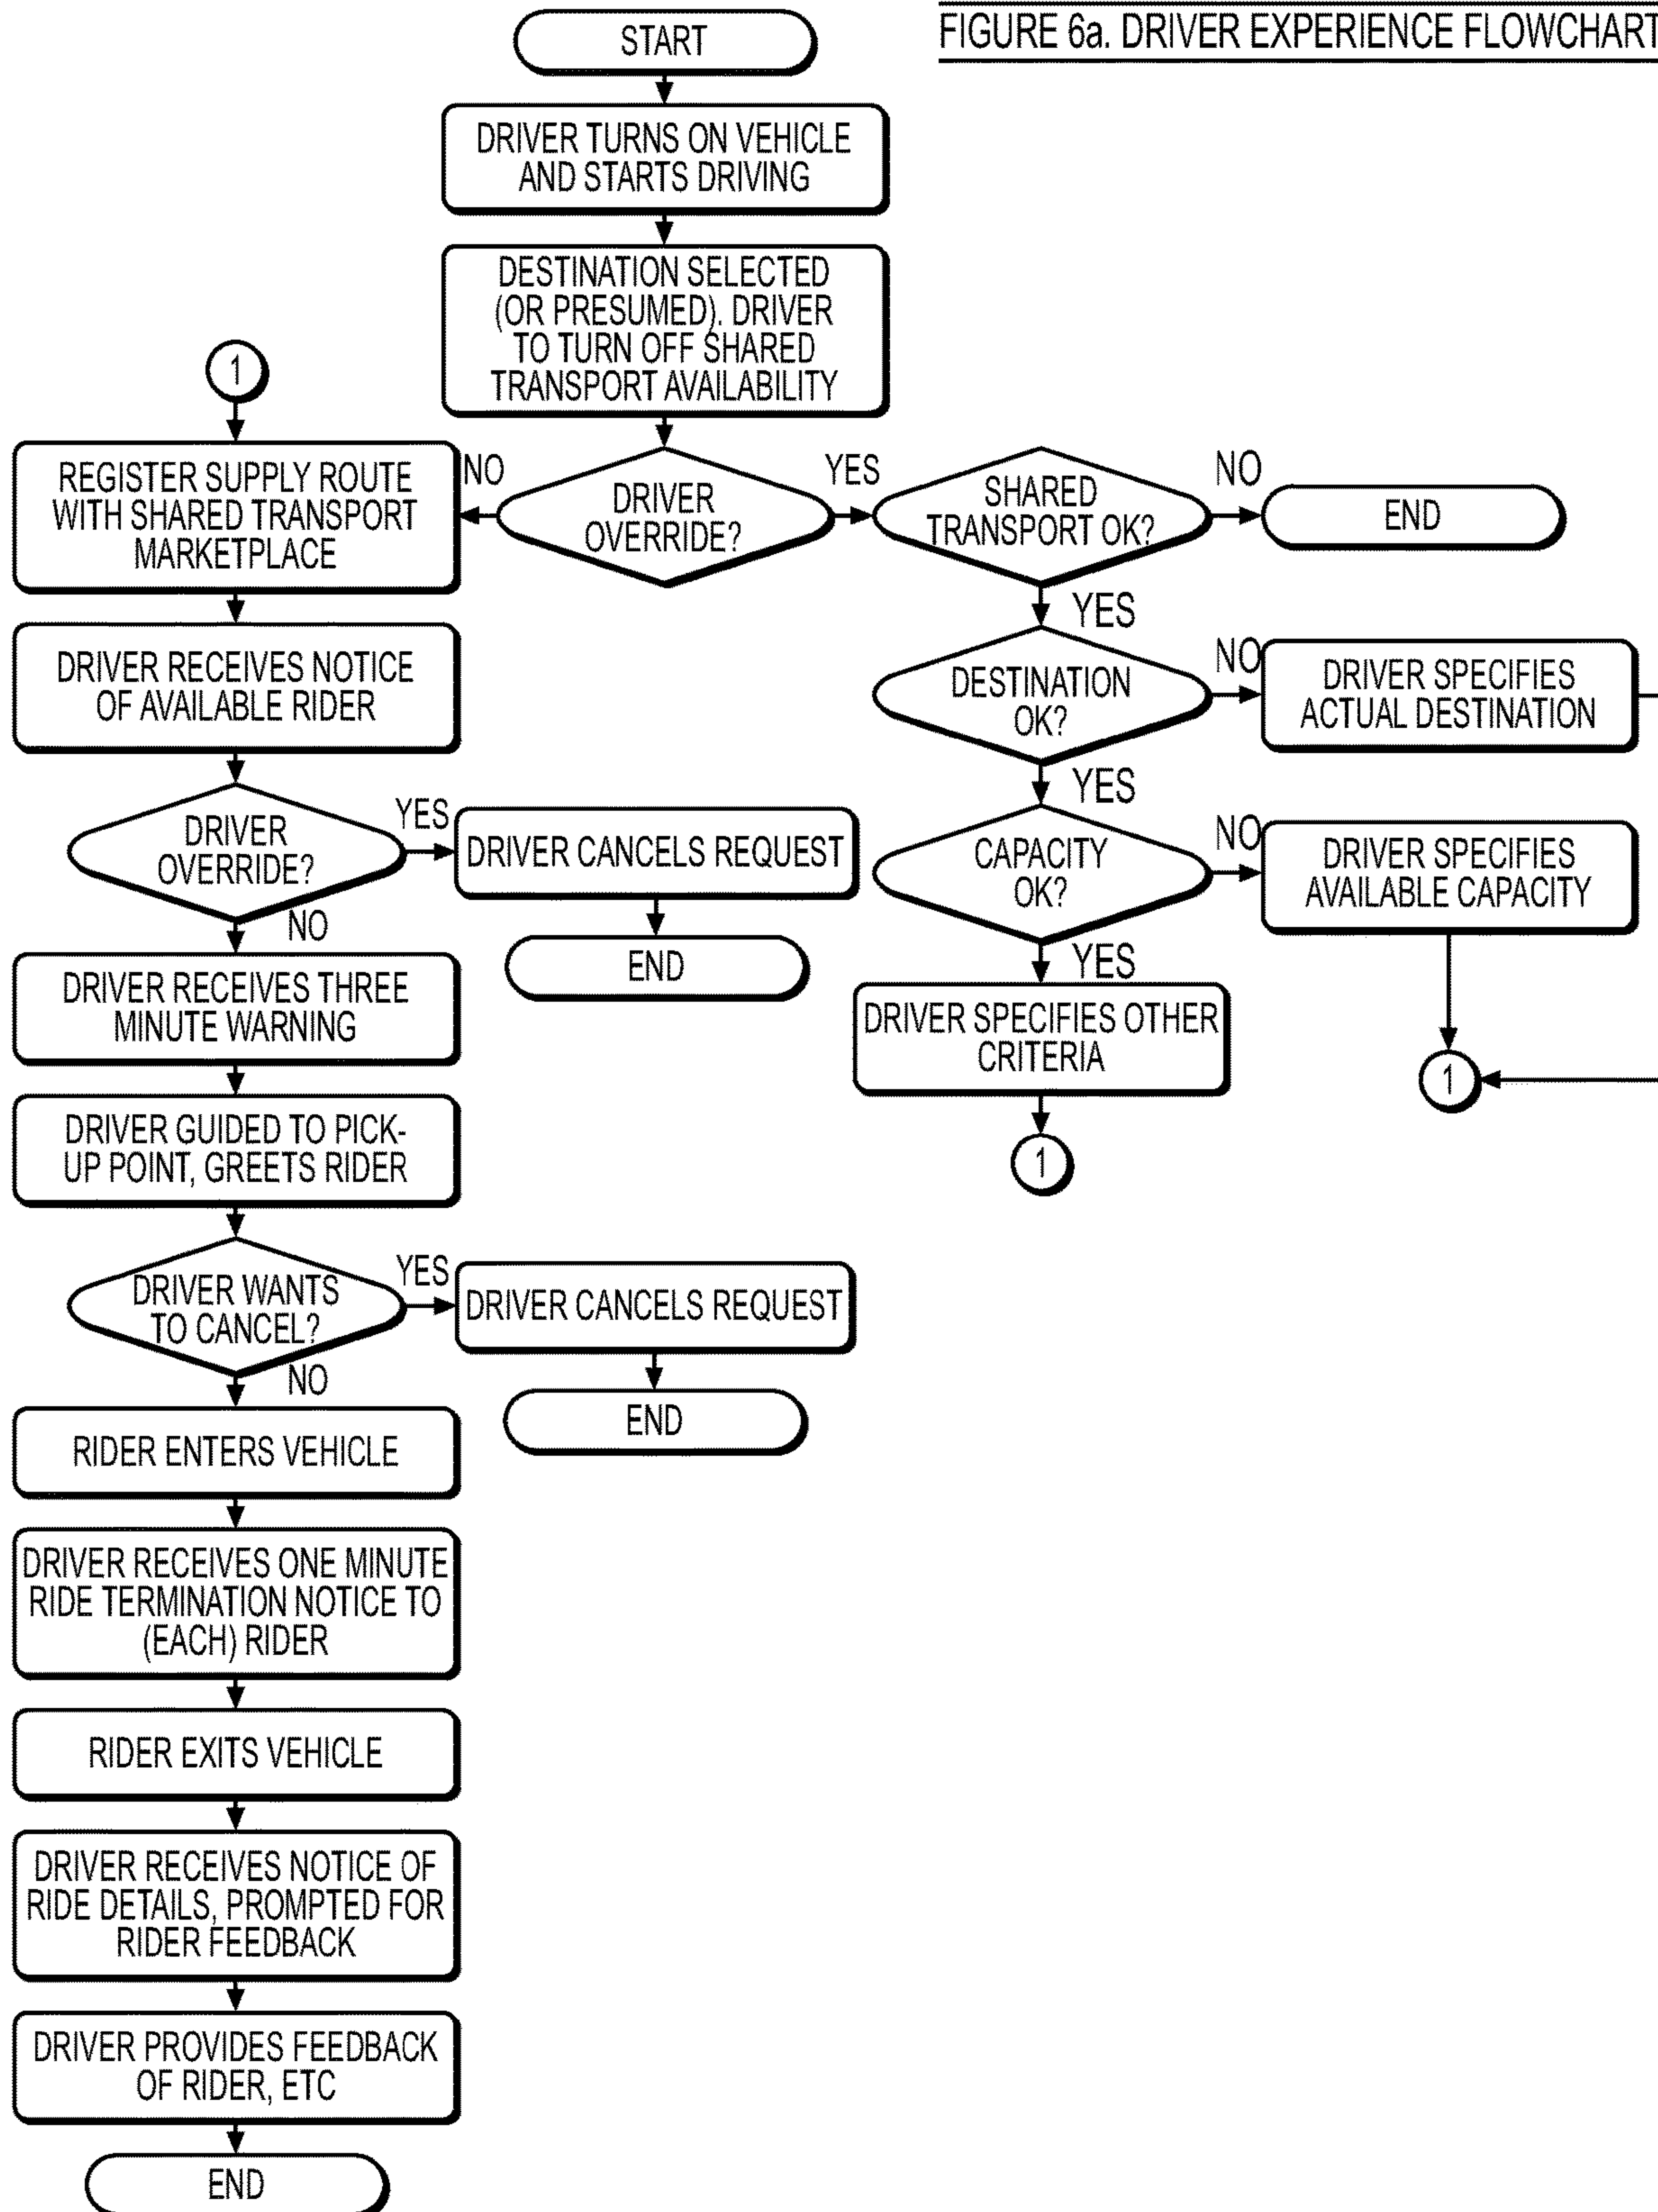 FIGURE 6a. DRIVER EXPERIENCE FLOWCHART
START
DRIVER TURNS ON VEHICLE
AND STARTS DRIVING
DESTINATION SELECTED
(OR PRESUMED). DRIVER
TO TURN OFF SHARED
TRANSPORT AVAILABILITY
DRIVER
OVERRIDE?
NO
YES
1
REGISTER SUPPLY ROUTE
WITH SHARED TRANSPORT
MARKETPLACE
DRIVER RECEIVES NOTICE
OF AVAILABLE RIDER
DRIVER
OVERRIDE?
YES
DRIVER CANCELS REQUEST
END
NO
DRIVER RECEIVES THREE
MINUTE WARNING
DRIVER GUIDED TO PICK-
UP POINT, GREETS RIDER
DRIVER WANTS
TO CANCEL?
YES
DRIVER CANCELS REQUEST
END
NO
RIDER ENTERS VEHICLE
DRIVER RECEIVES ONE MINUTE
RIDE TERMINATION NOTICE TO
(EACH) RIDER
RIDER EXITS VEHICLE
DRIVER RECEIVES NOTICE OF
RIDE DETAILS, PROMPTED FOR
RIDER FEEDBACK
DRIVER PROVIDES FEEDBACK
OF RIDER, ETC
END
SHARED
TRANSPORT OK?
NO
END
YES
DESTINATION
OK?
NO
DRIVER SPECIFIES
ACTUAL DESTINATION
YES
CAPACITY
OK?
NO
DRIVER SPECIFIES
AVAILABLE CAPACITY
1
YES
DRIVER SPECIFIES OTHER
CRITERIA
1